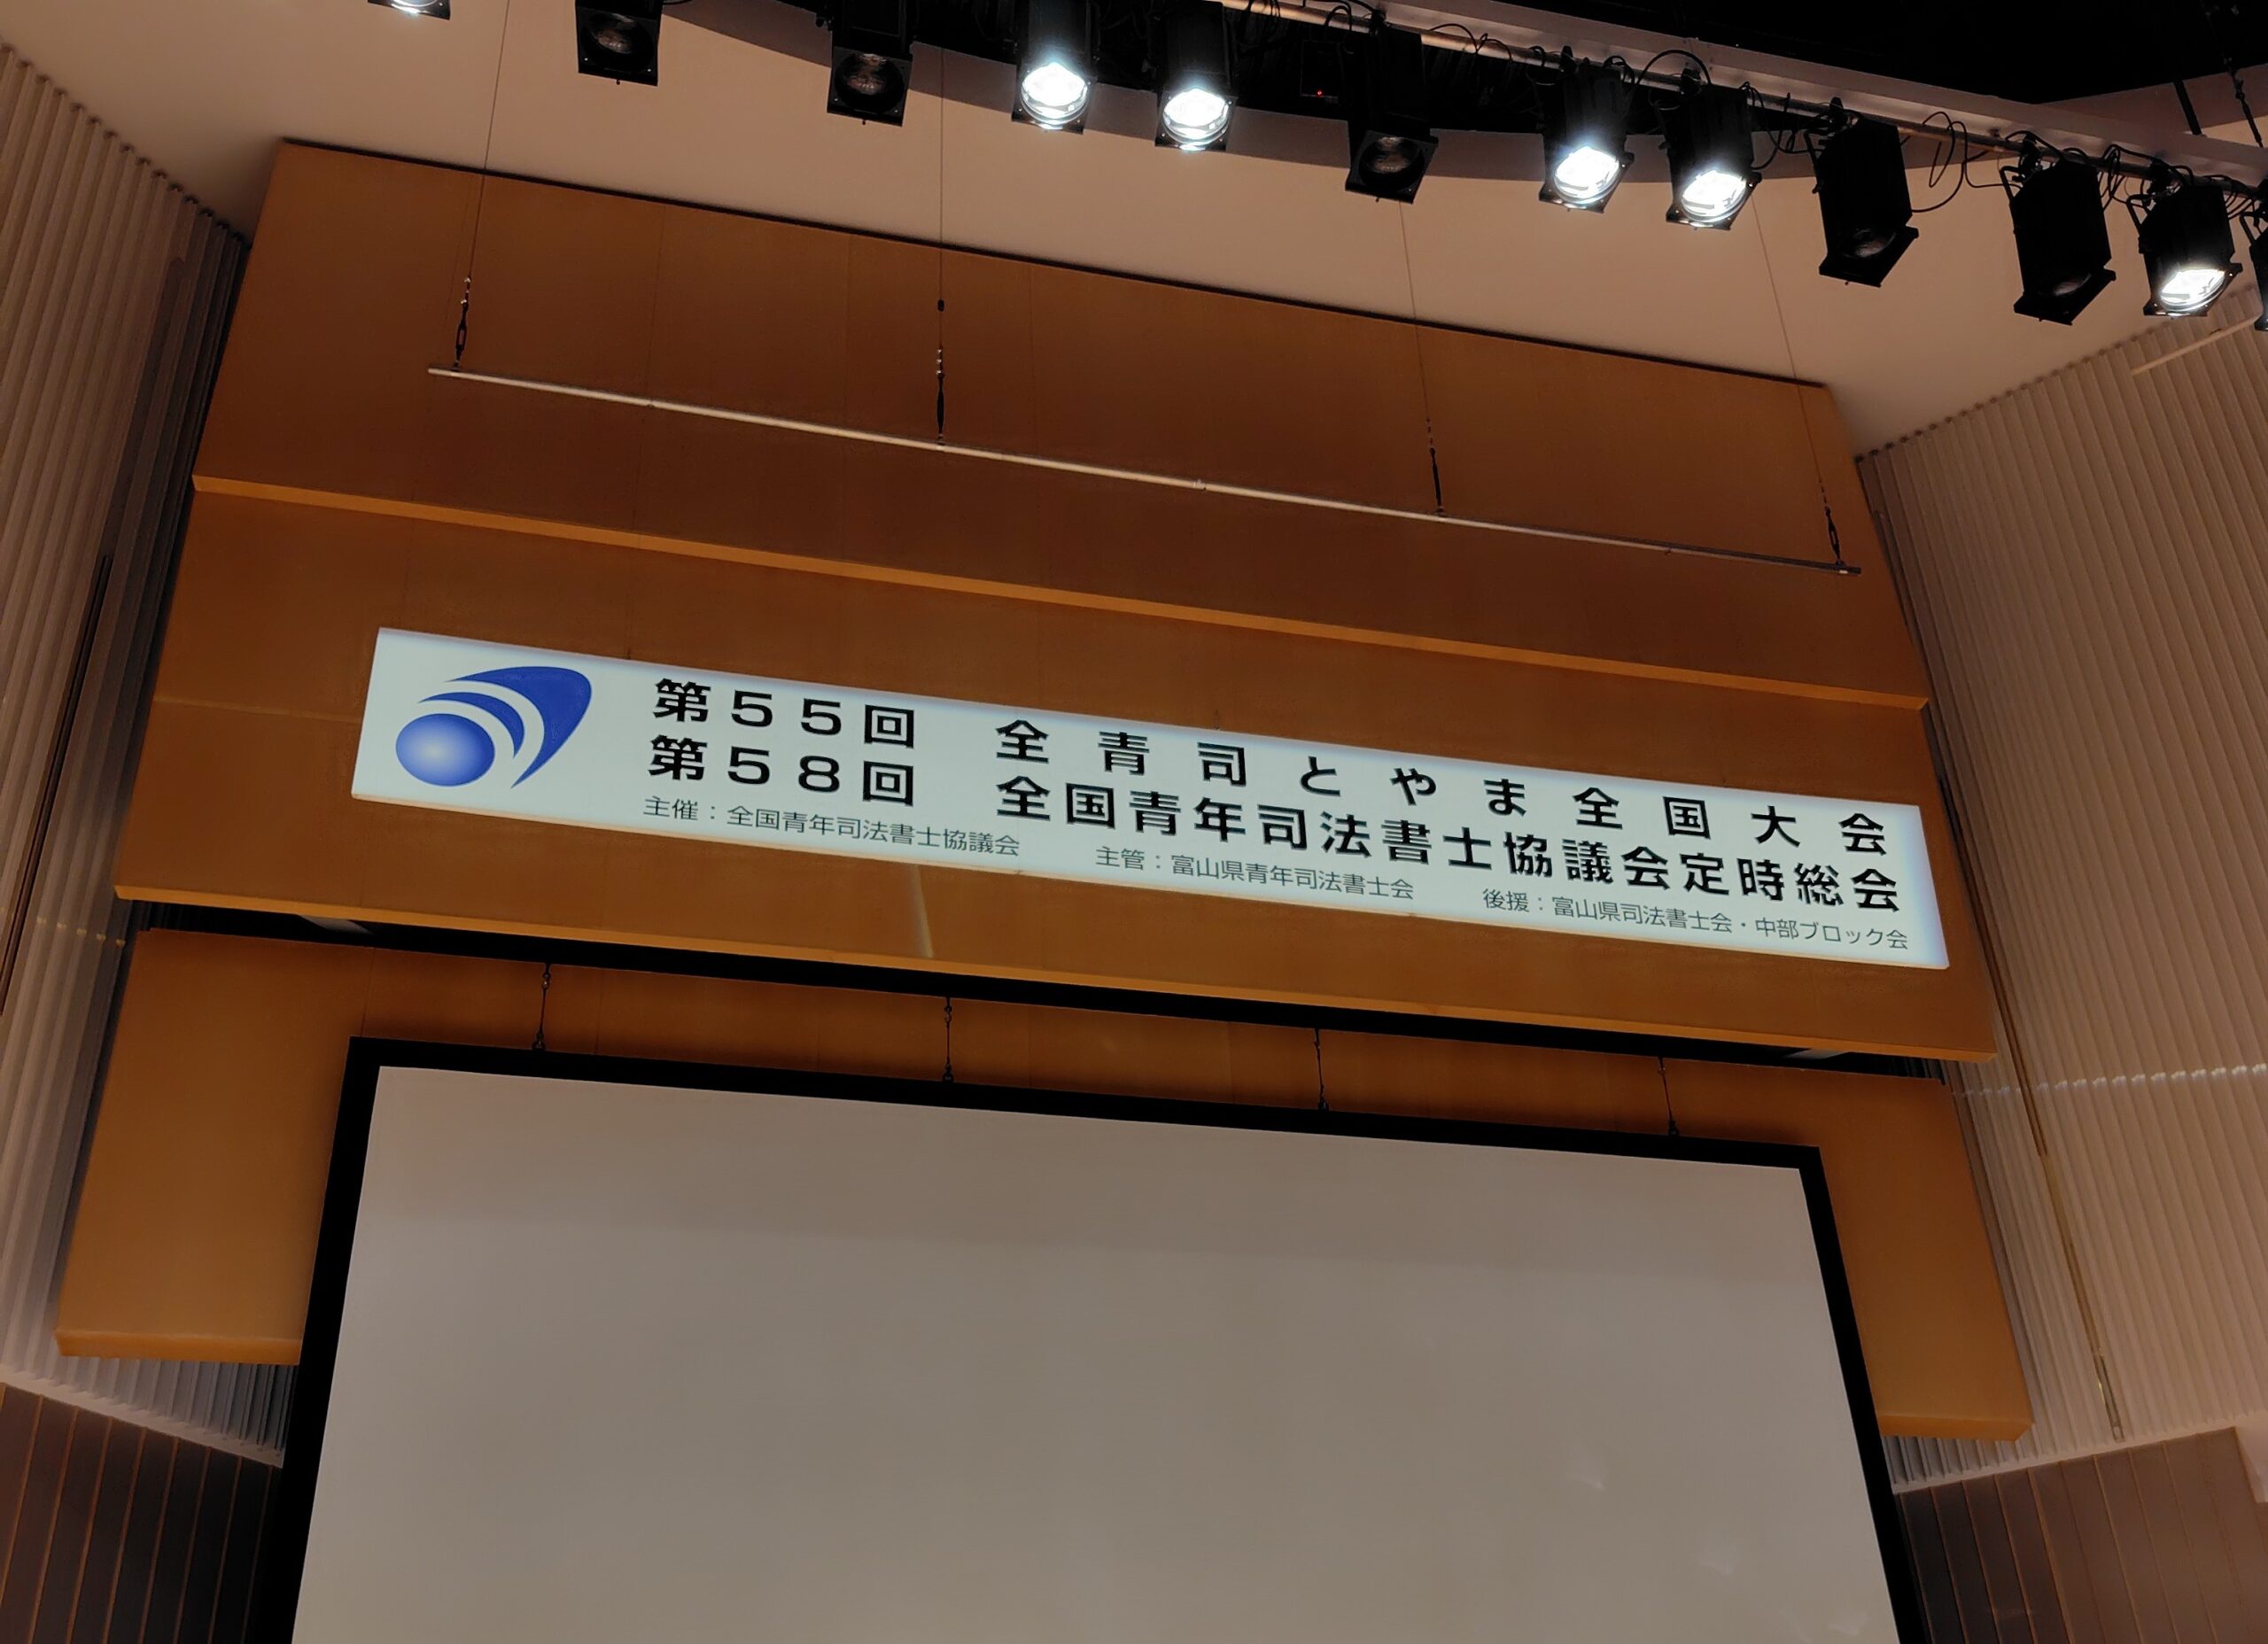 第５５回　全青司とやま全国大会
第５８回　全国青年司法書士協議会定時総会
主催：全国青年司法書士協議会　主管：富山県青年司法書士会　後援：富山県司法書士会・中部ブロック会